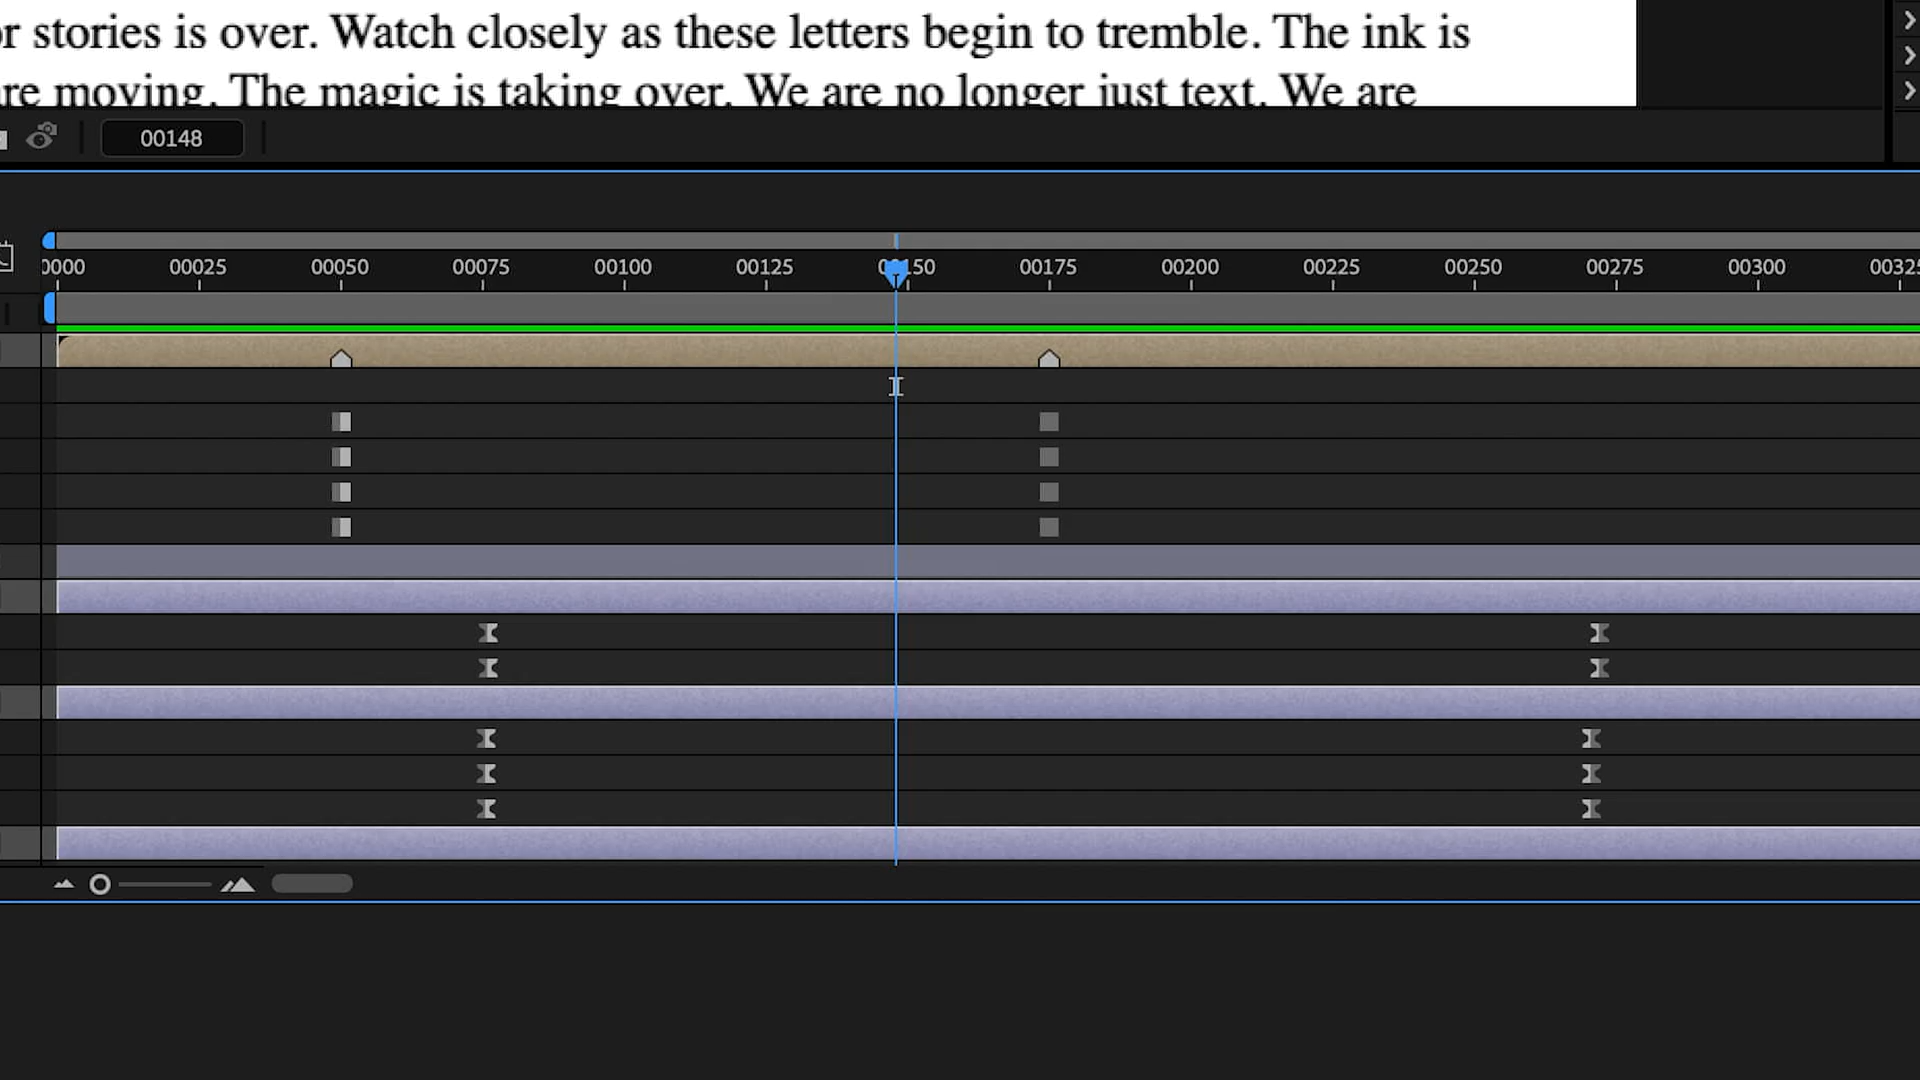 r stories is over. Watch closely as these letters begin to tremble. The ink is
re moving. The magic is taking over. We are no longer just text. We are
00148
0000 00025 00050 00075 00100 00125 00150 00175 00200 00225 00250 00275 00300 0032